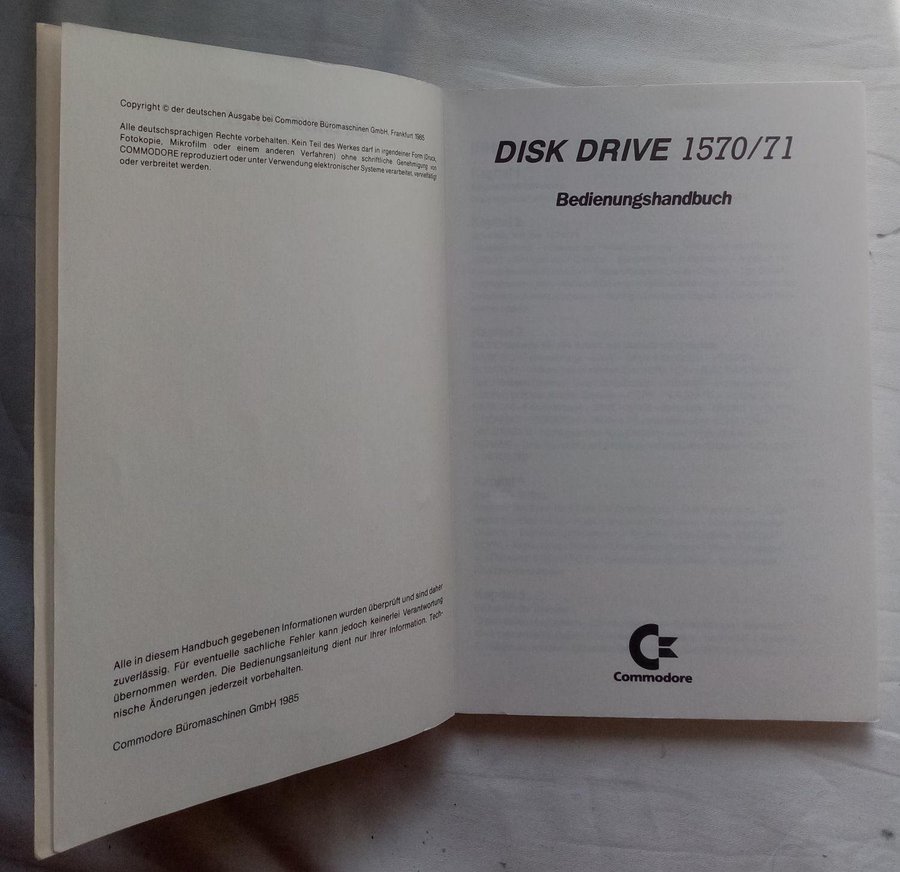 Copyright © der deutschen Ausgabe bei Commodore Büromaschinen GmbH, Frankfurt 1985
Alle deutschsprachigen Rechte vorbehalten. Kein Teil des Werkes darf in irgendeiner Form (Druck,
Fotokopie, Mikrofilm oder einem anderen Verfahren) ohne schriftliche Genehmigung von
COMMODORE reproduziert oder unter Verwendung elektronischer Systeme verarbeitet, vervielfältigt
oder verbreitet werden.
Alle in diesem Handbuch gegebenen Informationen wurden überprüft und sind daher
zuverlässig. Für eventuelle sachliche Fehler kann jedoch keinerlei Verantwortung
übernommen werden. Die Bedienungsanleitung dient nur Ihrer Information. Tech-
nische Änderungen jederzeit vorbehalten.
Commodore Büromaschinen GmbH 1985
DISK DRIVE 1570/71
Bedienungshandbuch
Commodore